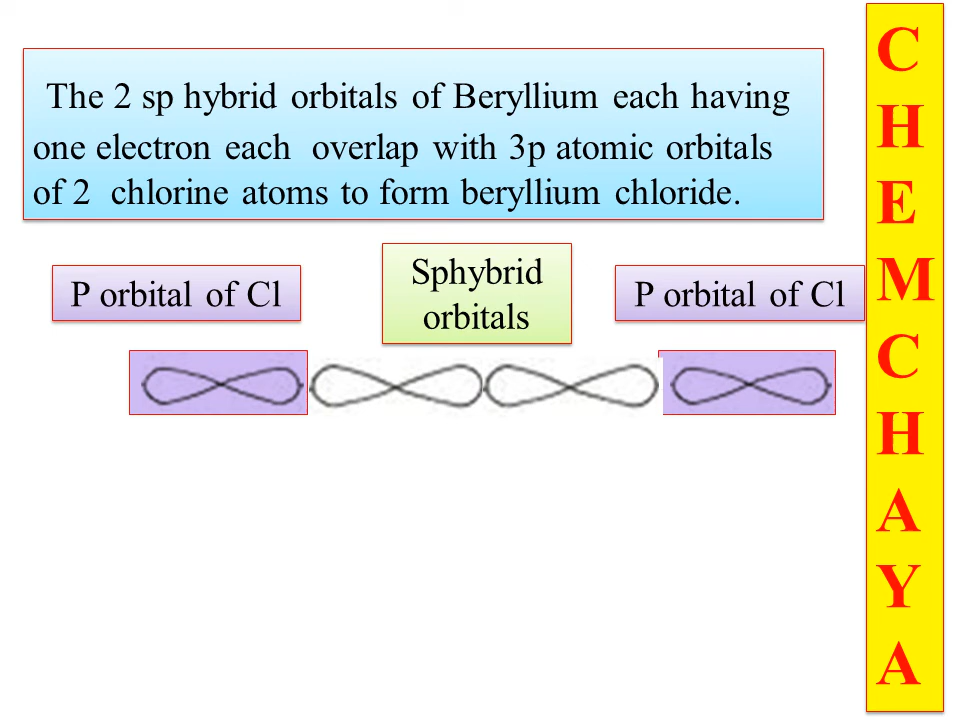 The 2 sp hybrid orbitals of Beryllium each having
one electron each overlap with 3p atomic orbitals
of 2 chlorine atoms to form beryllium chloride.
P orbital of Cl
Sphybrid
orbitals
P orbital of Cl
C
H
E
M
C
H
A
Y
A